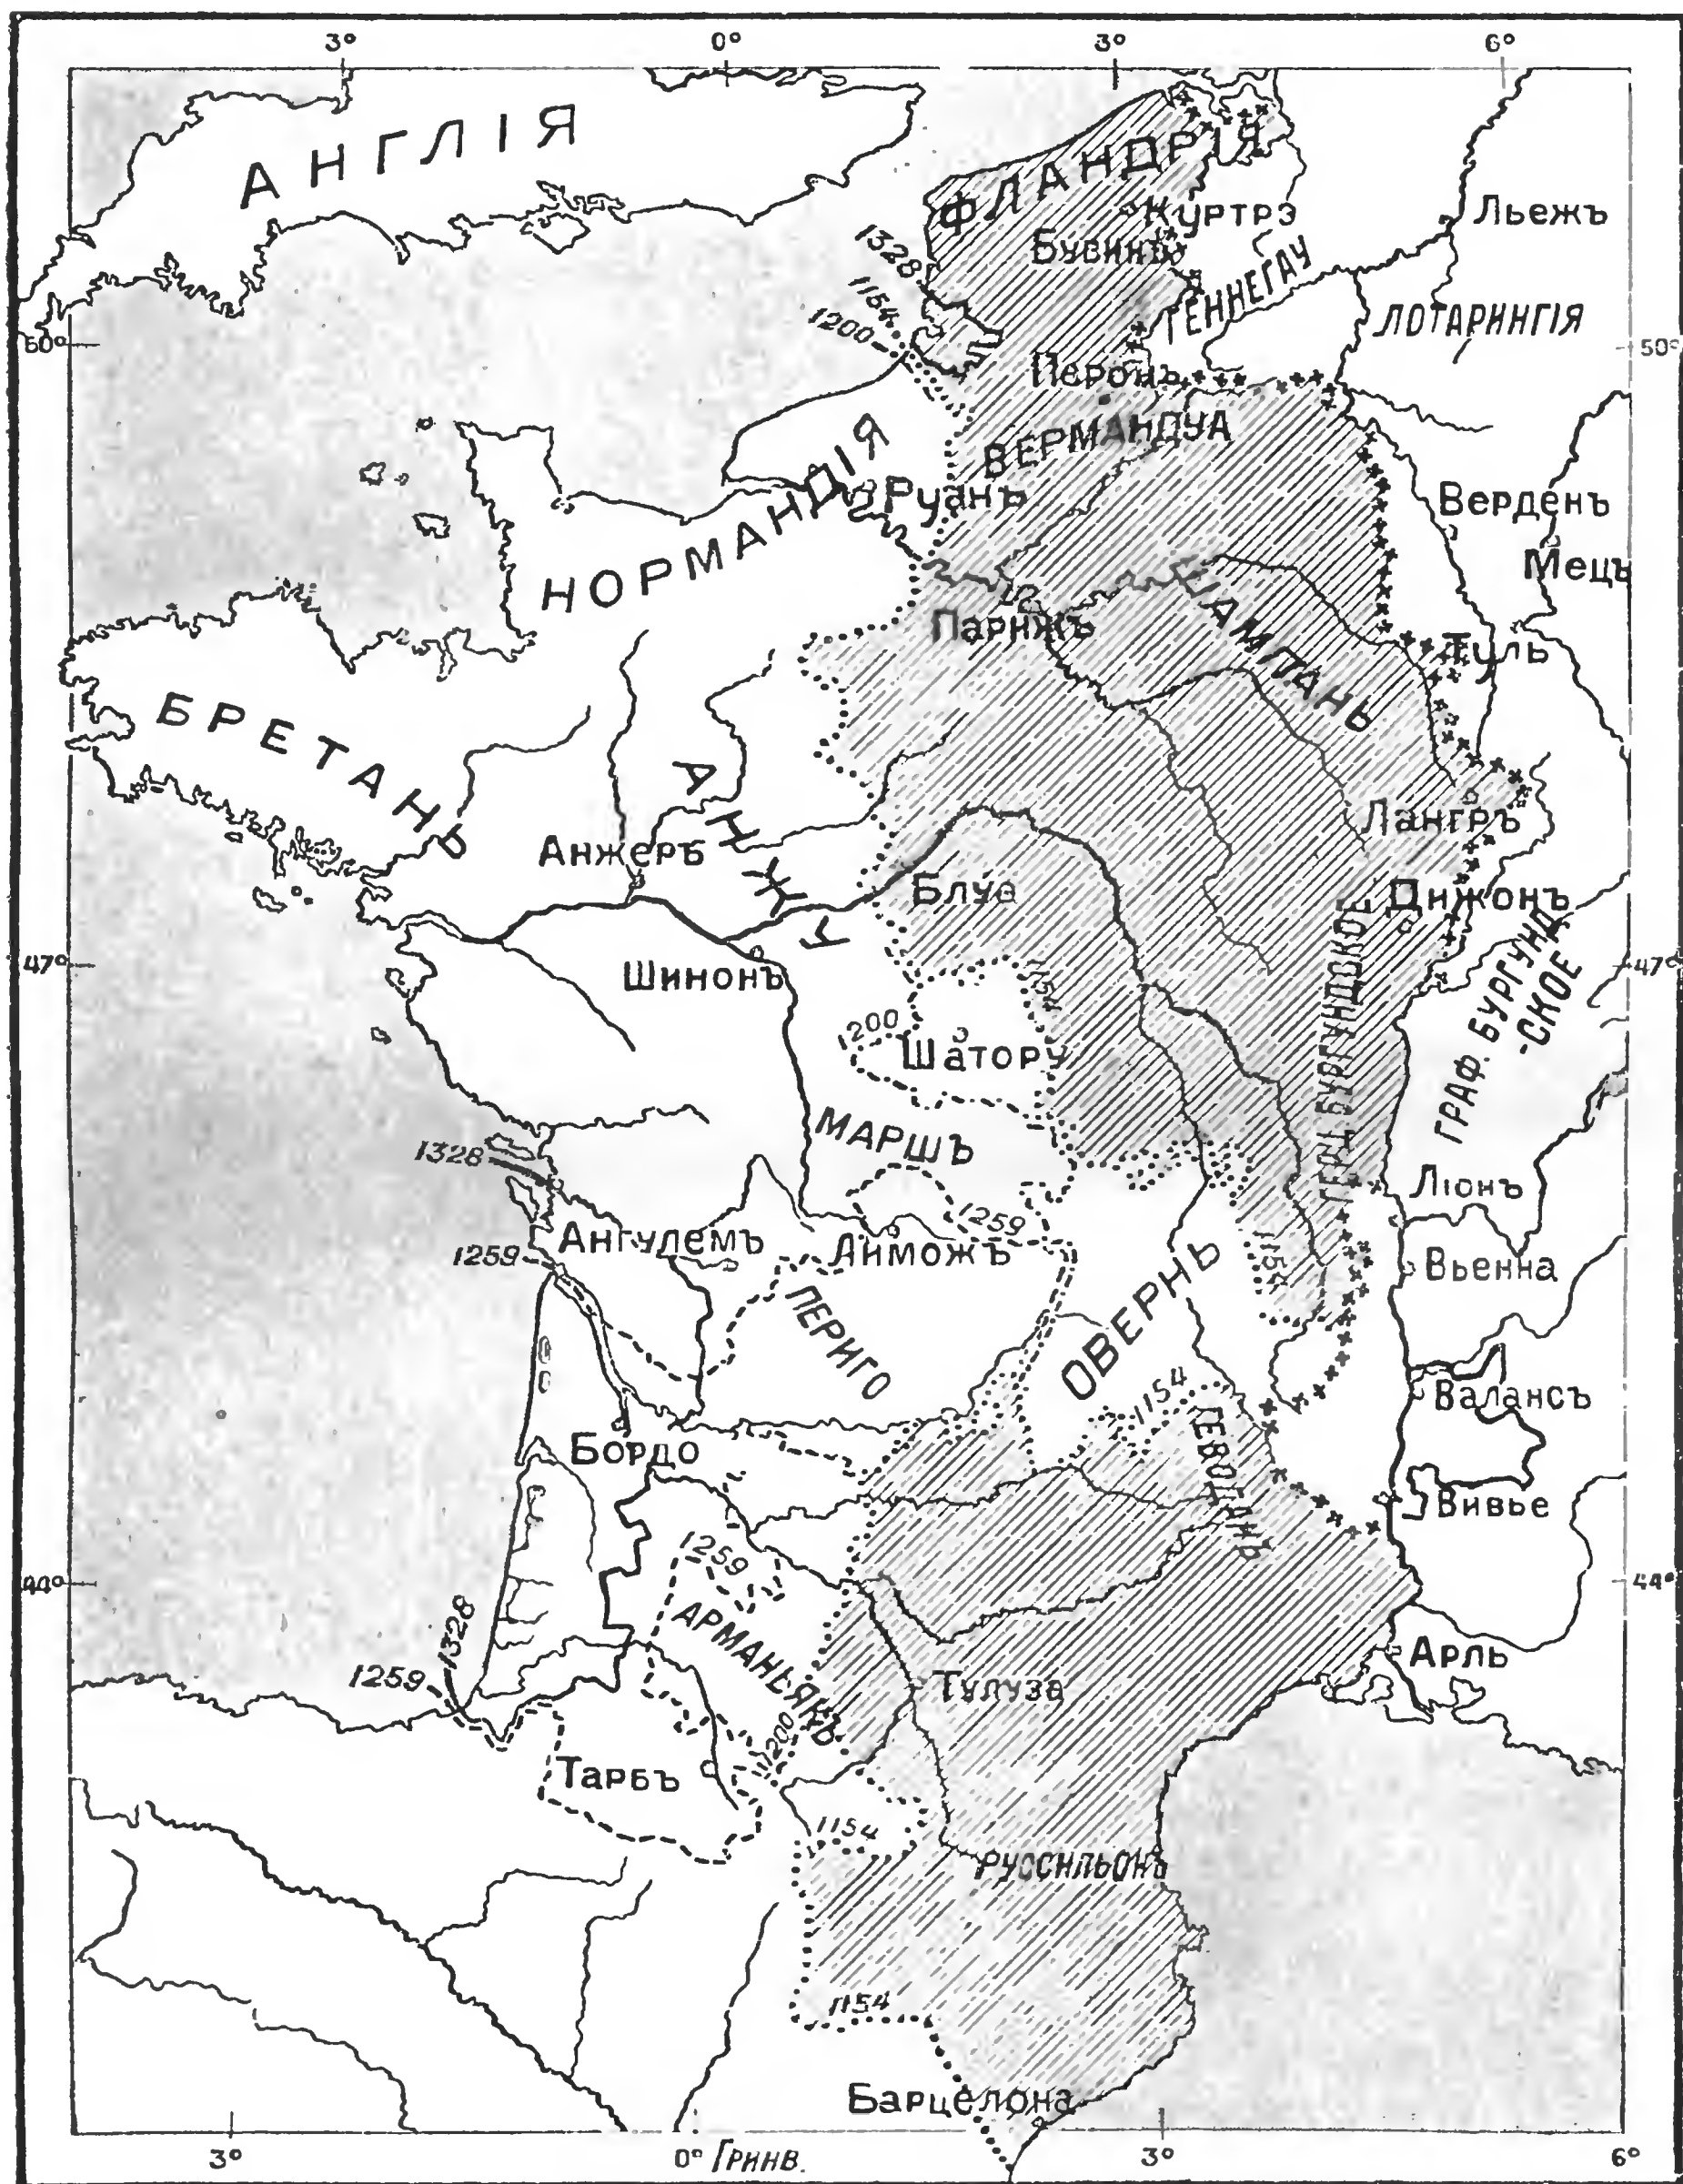 3° 0° 3° 6°
АНГЛІЯ
ФЛАНДРІЯ
Куртрэ
Льежъ
Бувинъ
1328
1154
1200
ГЕННЕГАУ
ЛОТАРИНГІЯ
50° 50°
Перонъ
ВЕРМАНДУА
Руанъ
Верденъ
НОРМАНДІЯ
Мецъ
Парижъ
ШАМПАНЬ
Туль
БРЕТАНЬ
АНЖУ
Анжеръ
Лангръ
Блуа
Дижонъ
47° 47°
Шинонъ
1154
1200
Шатору
ГЕРЦ. БУРГУНДСКОЕ
ГРАФ. БУРГУНД-
-СКОЕ
МАРШЪ
1328
Ліонъ
1259
Ангулемъ
Лиможъ
1259
1154
Вьенна
ПЕРИГО
ОВЕРНЬ
1154
Валансъ
ГЕВОДАНЬ
Бордо
Вивье
1259
44° 44°
АРМАНЬЯКЪ
1328
1259
Арль
Тулуза
1200
Тарбъ
1154
РУССИЛЬОНЪ
1154
Барцелона
3° 0° Гринв. 3° 6°